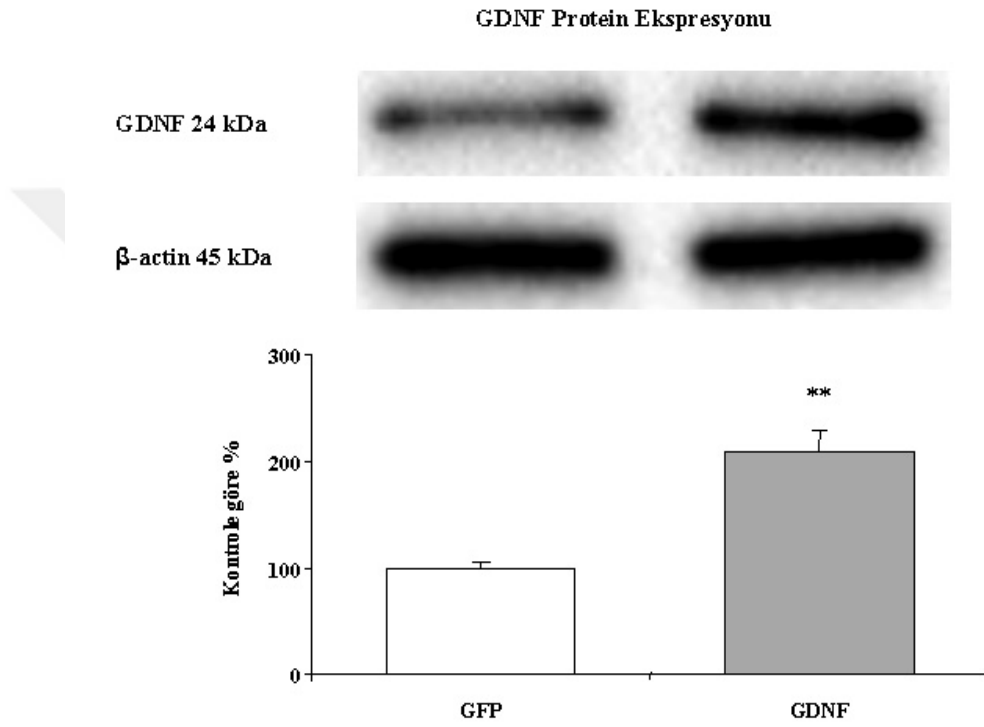 GDNF Protein Ekspresyonu
GDNF 24 kDa
β-actin 45 kDa
300
200
100
0
Kontrole göre %
**
GFP
GDNF